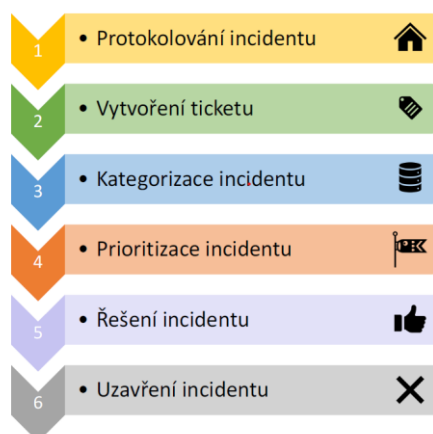 1 • Protokolování incidentu
2 • Vytvoření ticketu
3 • Kategorizace incidentu
4 • Prioritizace incidentu
5 • Řešení incidentu
6 • Uzavření incidentu